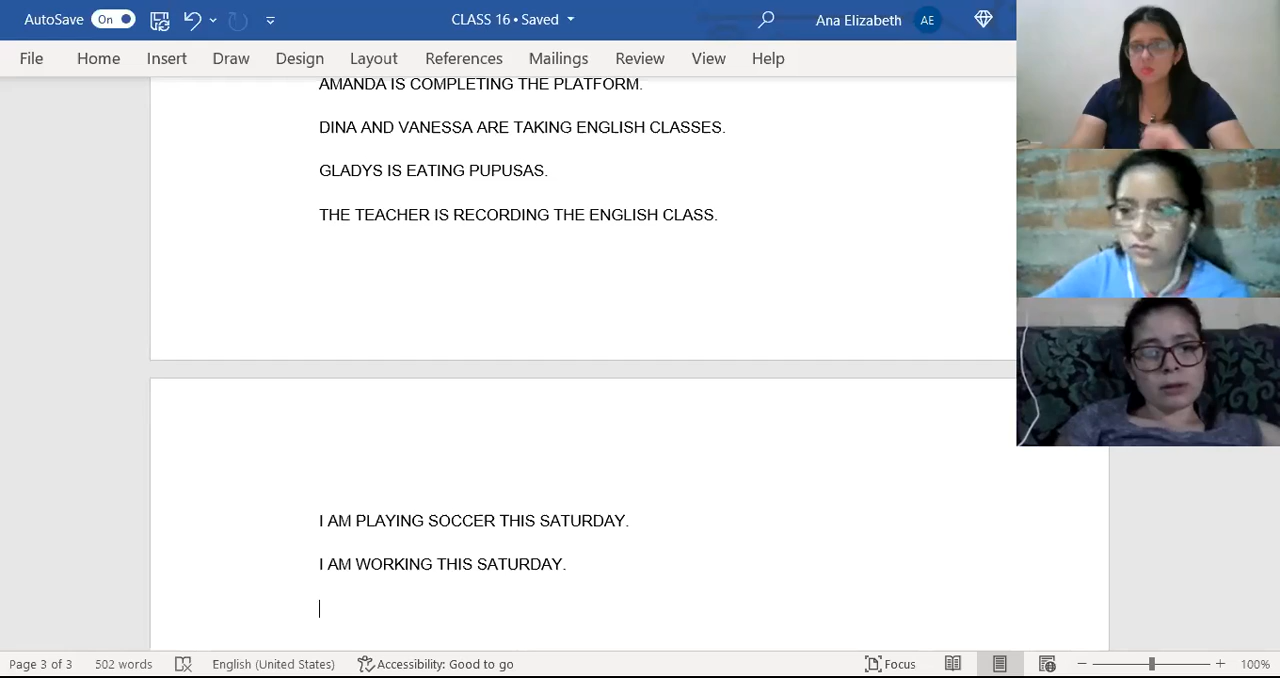 AutoSave On CLASS 16 • Saved Ana Elizabeth AE
File Home Insert Draw Design Layout References Mailings Review View Help
AMANDA IS COMPLETING THE PLATFORM.
DINA AND VANESSA ARE TAKING ENGLISH CLASSES.
GLADYS IS EATING PUPUSAS.
THE TEACHER IS RECORDING THE ENGLISH CLASS.
I AM PLAYING SOCCER THIS SATURDAY.
I AM WORKING THIS SATURDAY.
Page 3 of 3 502 words English (United States) Accessibility: Good to go Focus 100%